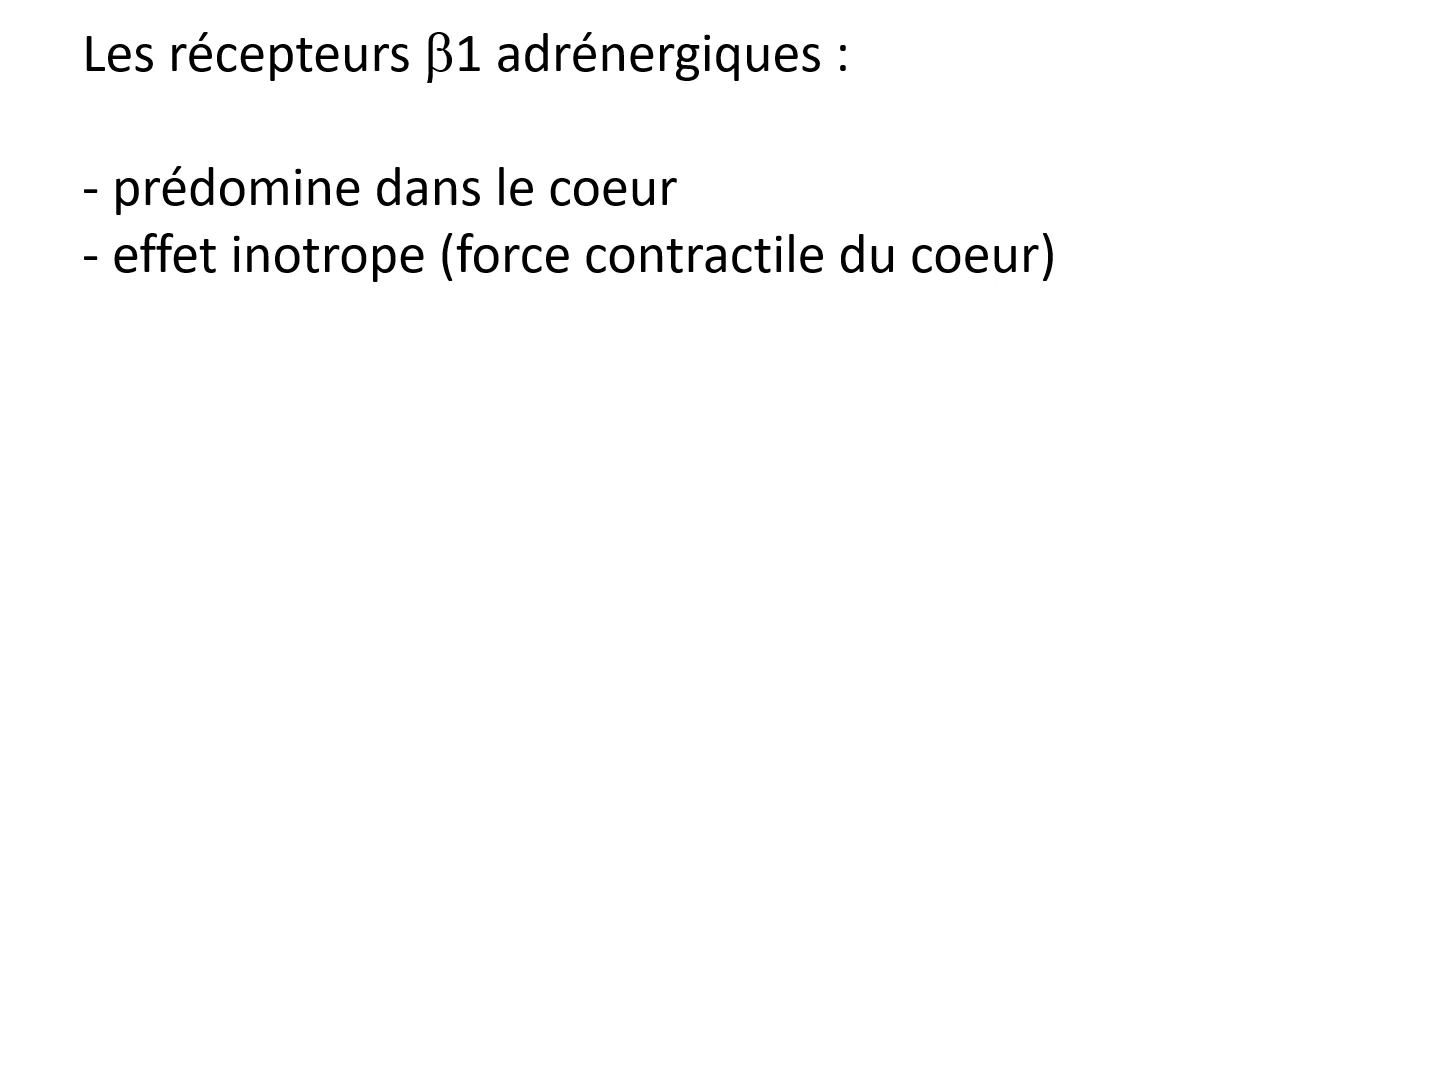 Les récepteurs β1 adrénergiques :
- prédomine dans le coeur
- effet inotrope (force contractile du coeur)